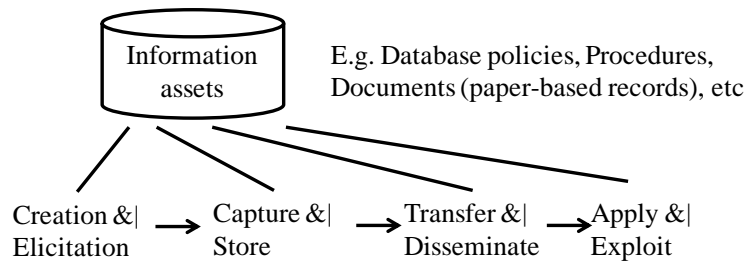 Information
assets
E.g. Database policies, Procedures,
Documents (paper-based records), etc
Creation &|
Elicitation
Capture &|
Store
Transfer &|
Disseminate
Apply &|
Exploit